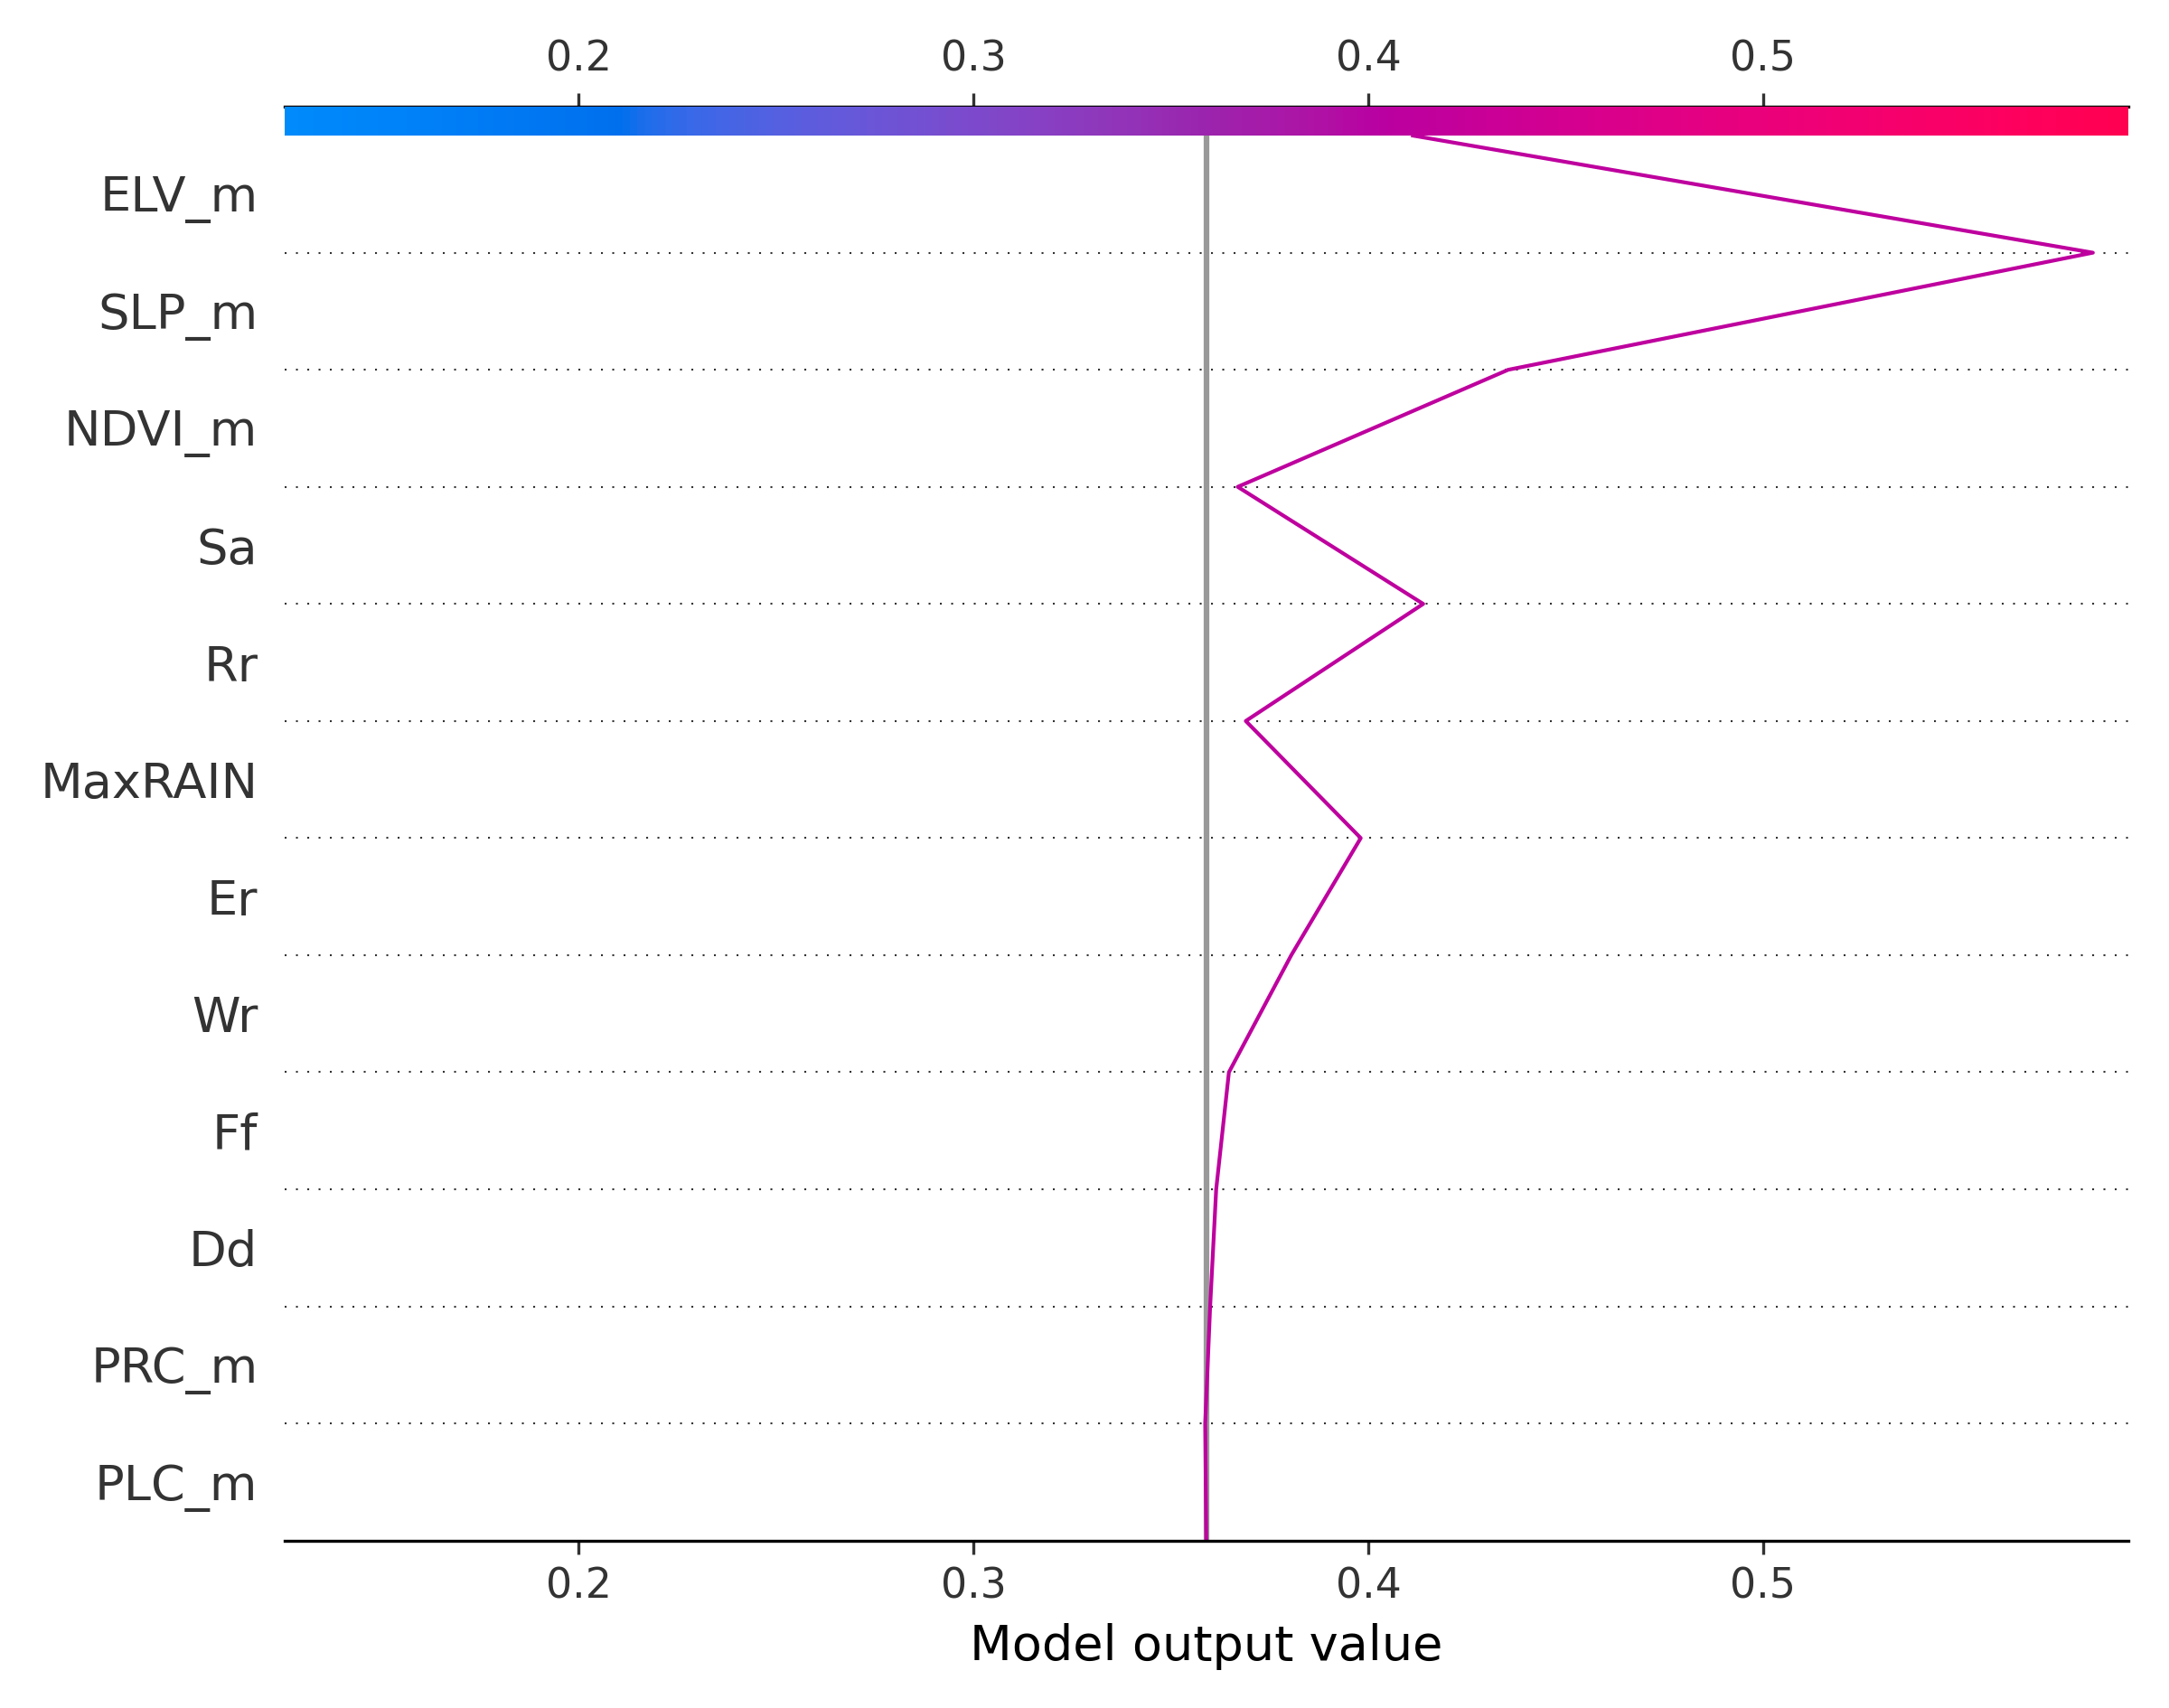 0.2 0.3 0.4 0.5
ELV_m
SLP_m
NDVI_m
Sa
Rr
MaxRAIN
Er
Wr
Ff
Dd
PRC_m
PLC_m
0.2 0.3 0.4 0.5
Model output value